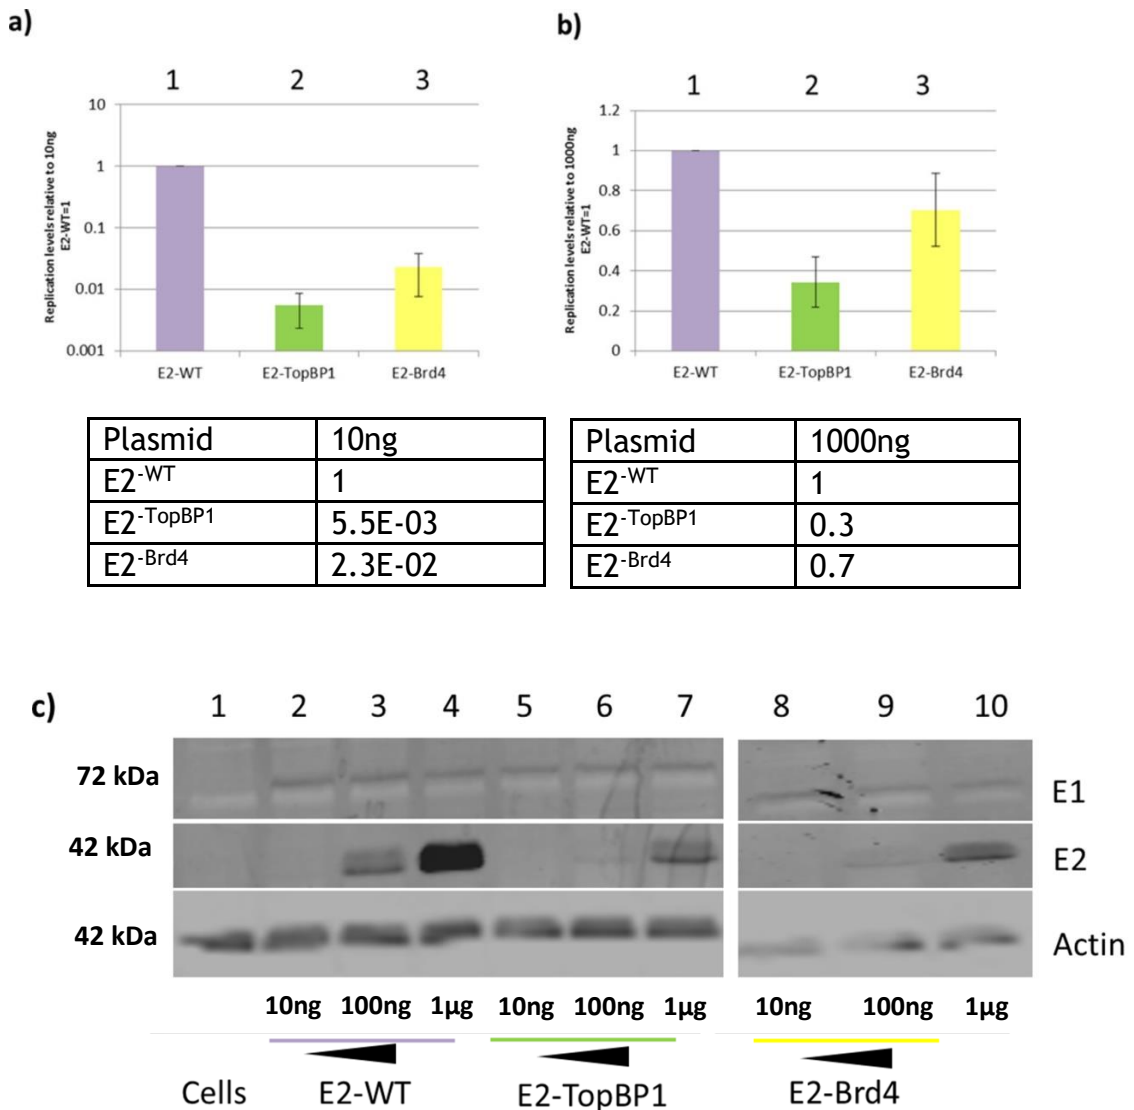 a)
1 2 3
Replication levels relative to 10ng
E2-WT=1
10
1
0.1
0.01
0.001
E2-WT E2-TopBP1 E2-Brd4
b)
1 2 3
Replication levels relative to 1000ng
E2-WT=1
1.2
1
0.8
0.6
0.4
0.2
0
E2-WT E2-TopBP1 E2-Brd4
Plasmid 10ng
E2-WT 1
E2-TopBP1 5.5E-03
E2-Brd4 2.3E-02
Plasmid 1000ng
E2-WT 1
E2-TopBP1 0.3
E2-Brd4 0.7
c)
1 2 3 4 5 6 7 8 9 10
72 kDa E1
42 kDa E2
42 kDa Actin
10ng 100ng 1µg 10ng 100ng 1µg 10ng 100ng 1µg
Cells E2-WT E2-TopBP1 E2-Brd4